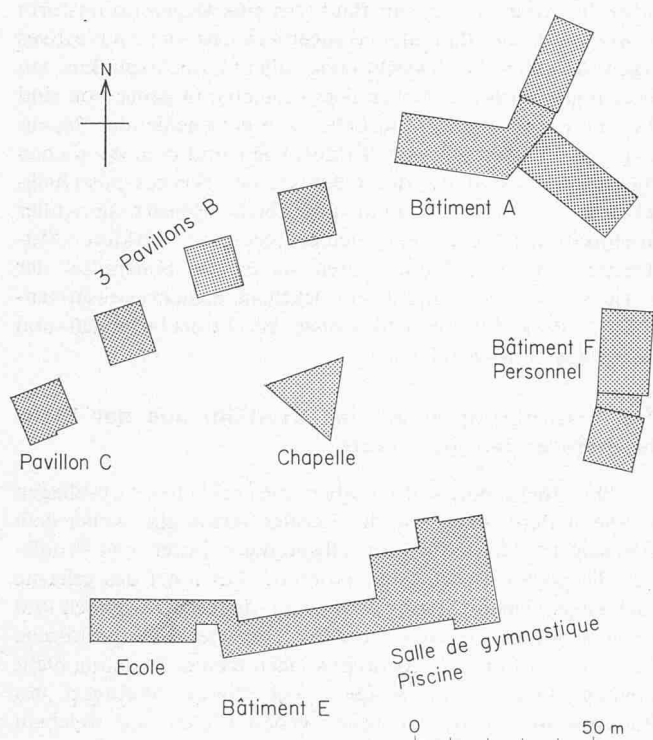 N
Bâtiment A
3 Pavillons B
Bâtiment F
Personnel
Pavillon C
Chapelle
Ecole
Salle de gymnastique
Piscine
Bâtiment E
0 50 m